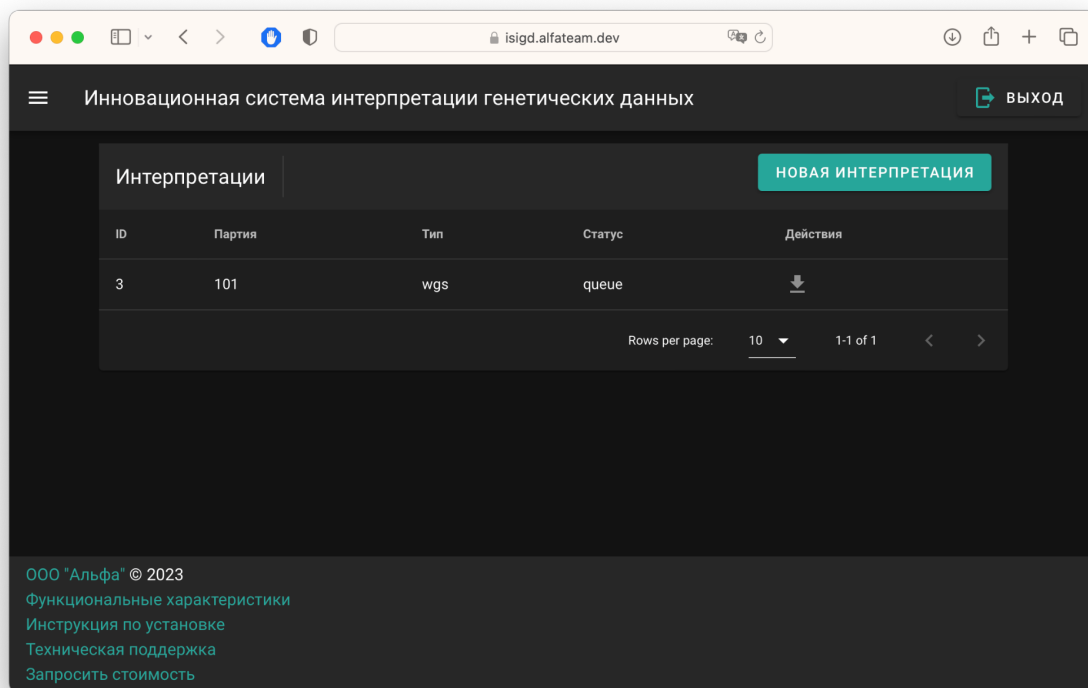 isigd.alfateam.dev
Инновационная система интерпретации генетических данных
ВЫХОД
Интерпретации
НОВАЯ ИНТЕРПРЕТАЦИЯ
ID Партия Тип Статус Действия
3 101 wgs queue
Rows per page: 10 1-1 of 1
ООО "Альфа" © 2023
Функциональные характеристики
Инструкция по установке
Техническая поддержка
Запросить стоимость